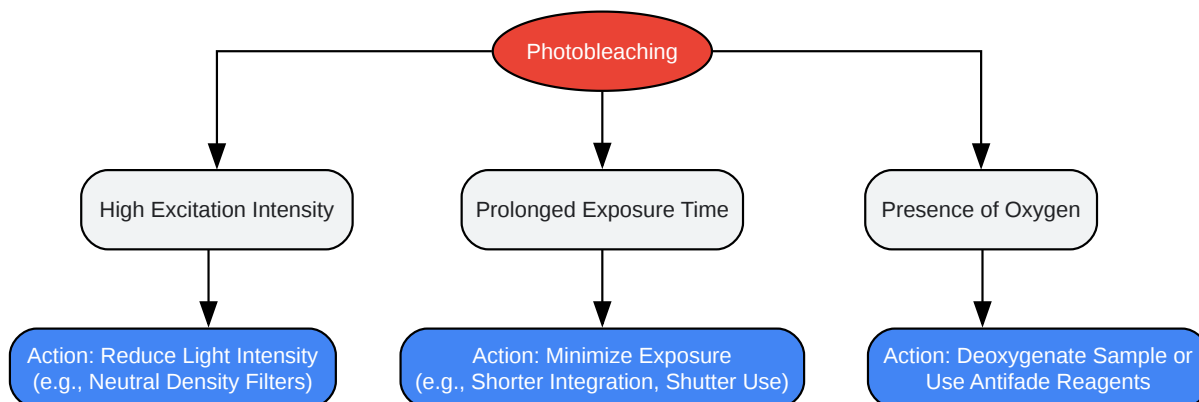 Photobleaching
High Excitation Intensity
Prolonged Exposure Time
Presence of Oxygen
Action: Reduce Light Intensity
(e.g., Neutral Density Filters)
Action: Minimize Exposure
(e.g., Shorter Integration, Shutter Use)
Action: Deoxygenate Sample or
Use Antifade Reagents